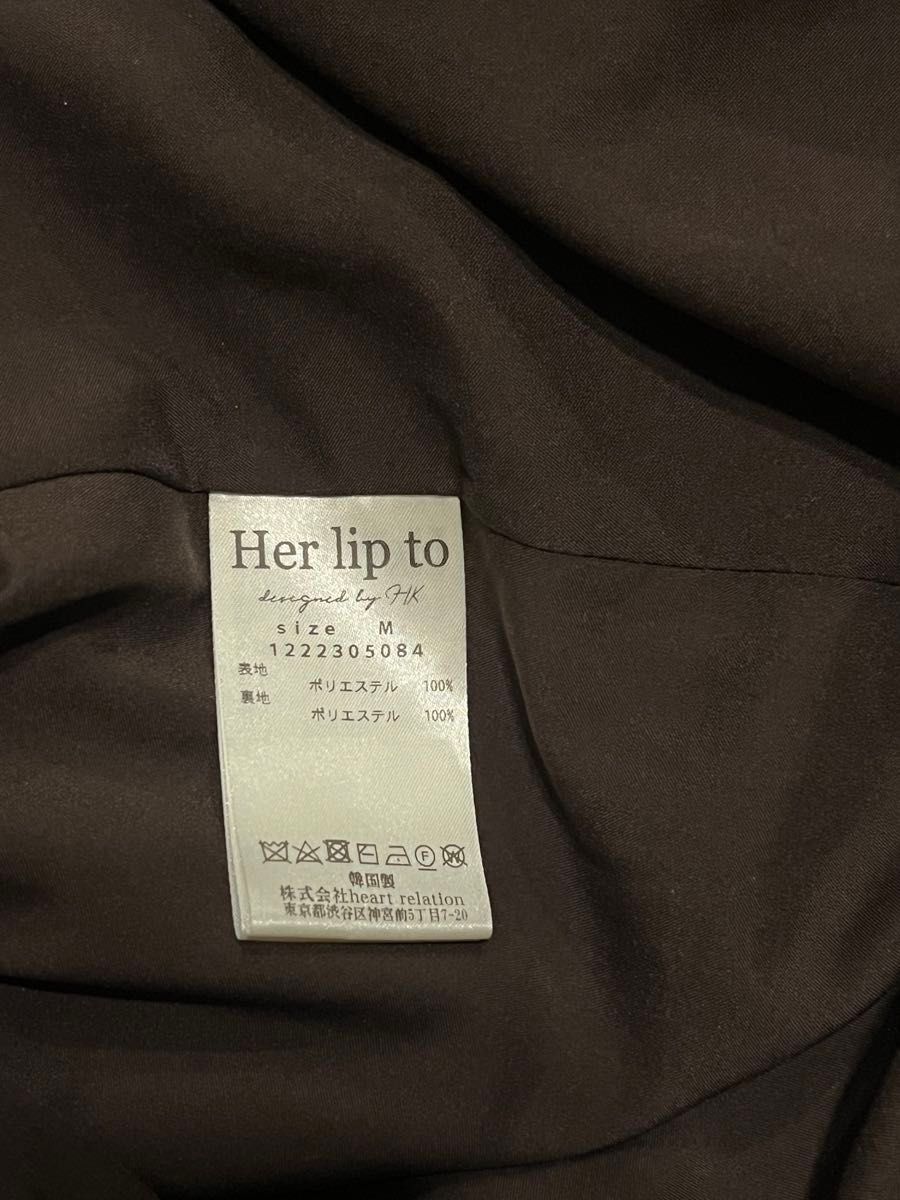 Her lip to
designed by HK
size M
1222305084
表地
ポリエステル 100%
裏地
ポリエステル 100%
F W
韓国製
株式会社heart relation
東京都渋谷区神宮前5丁目7-20